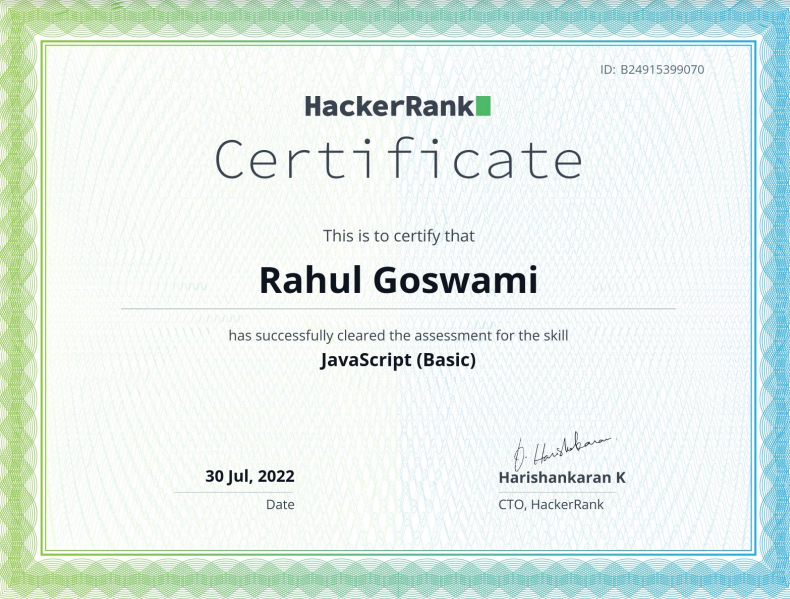 ID: B24915399070
HackerRank
Certificate
This is to certify that
Rahul Goswami
has successfully cleared the assessment for the skill
JavaScript (Basic)
30 Jul, 2022
Date
Harishankaran K
CTO, HackerRank